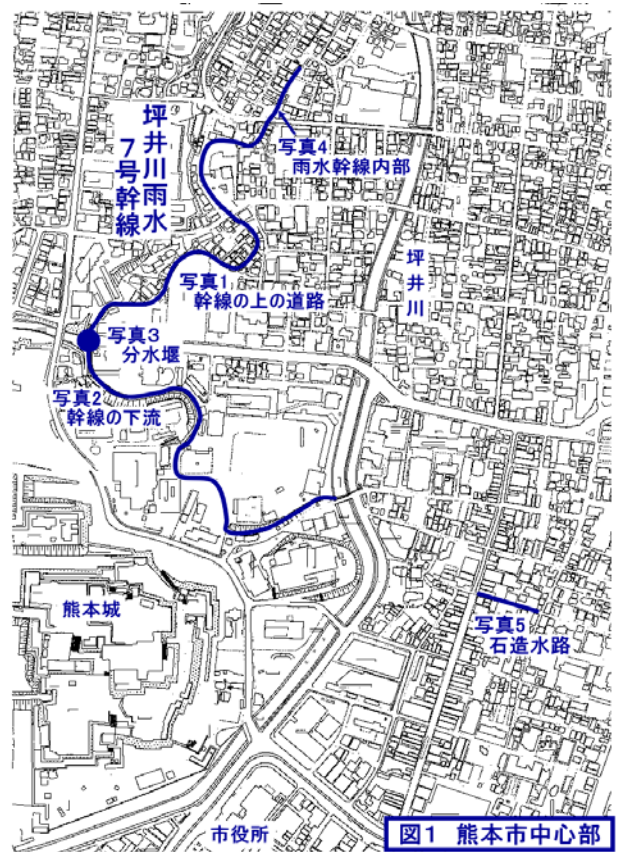 坪井川雨水
７号幹線
写真4
雨水幹線内部
坪井川
写真1
幹線の上の道路
写真3
分水堰
写真2
幹線の下流
熊本城
写真5
石造水路
市役所
図1 熊本市中心部